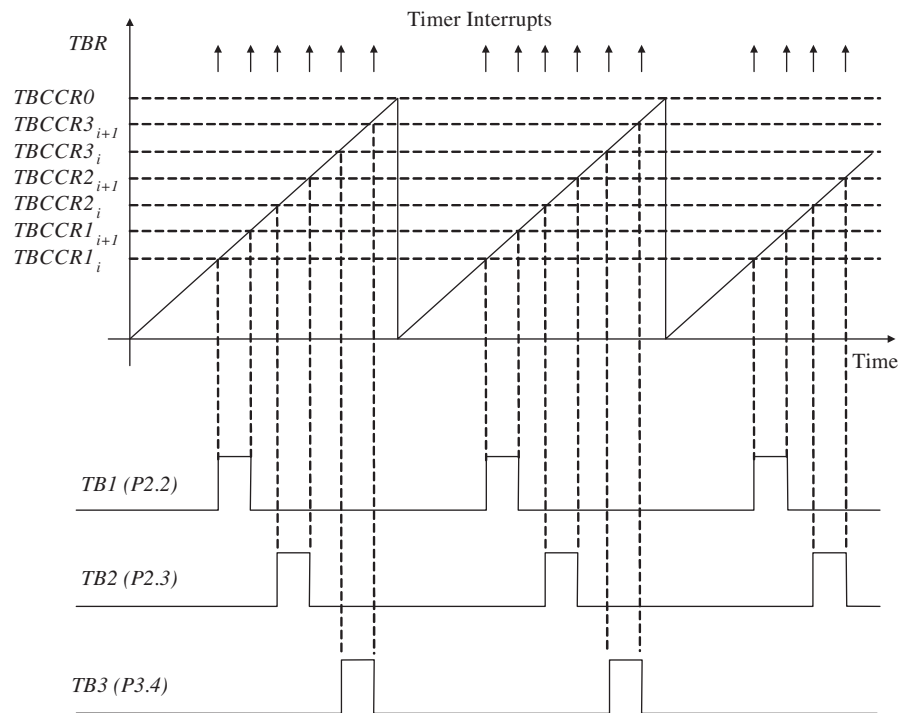 Timer Interrupts
TBR
TBCCR0
TBCCR3i+1
TBCCR3i
TBCCR2i+1
TBCCR2i
TBCCR1i+1
TBCCR1i
Time
TB1 (P2.2)
TB2 (P2.3)
TB3 (P3.4)